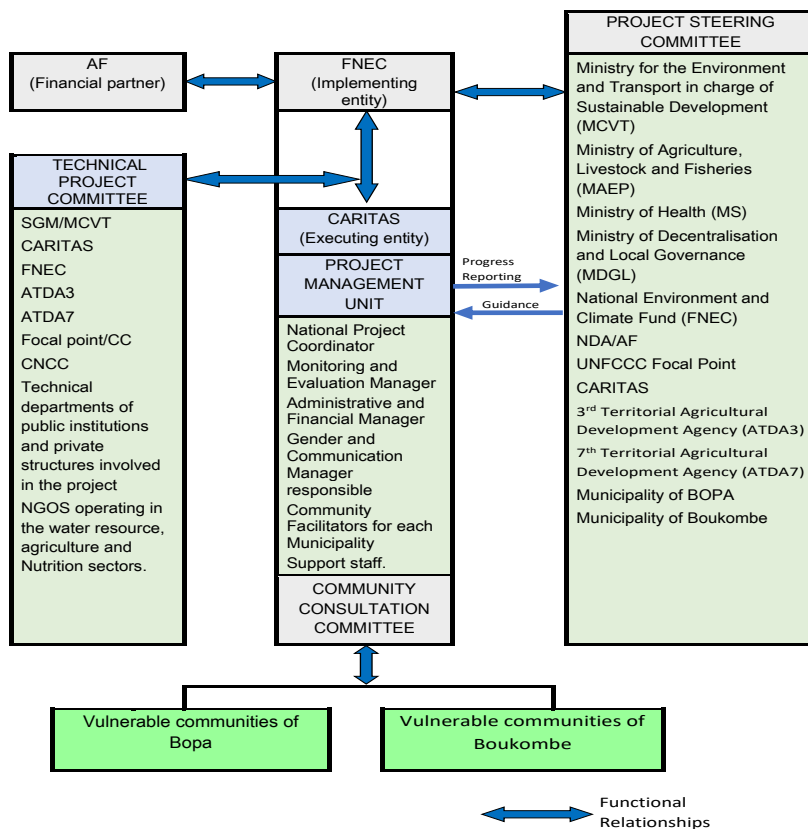 AF
(Financial partner)
FNEC
(Implementing
entity)
PROJECT STEERING
COMMITTEE
Ministry for the Environment
and Transport in charge of
Sustainable Development
(MCVT)
Ministry of Agriculture,
Livestock and Fisheries
(MAEP)
Ministry of Health (MS)
Ministry of Decentralisation
and Local Governance
(MDGL)
National Environment and
Climate Fund (FNEC)
NDA/AF
UNFCCC Focal Point
CARITAS
3rd Territorial Agricultural
Development Agency (ATDA3)
7th Territorial Agricultural
Development Agency (ATDA7)
Municipality of BOPA
Municipality of Boukombe
TECHNICAL
PROJECT
COMMITTEE
SGM/MCVT
CARITAS
FNEC
ATDA3
ATDA7
Focal point/CC
CNCC
Technical
departments of
public institutions
and private
structures involved
in the project
NGOS operating in
the water resource,
agriculture and
Nutrition sectors.
CARITAS
(Executing entity)
PROJECT
MANAGEMENT
UNIT
National Project
Coordinator
Monitoring and
Evaluation Manager
Administrative and
Financial Manager
Gender and
Communication
Manager
responsible
Community
Facilitators for each
Municipality
Support staff.
COMMUNITY
CONSULTATION
COMMITTEE
Progress
Reporting
Guidance
Vulnerable communities of
Bopa
Vulnerable communities of
Boukombe
Functional
Relationships